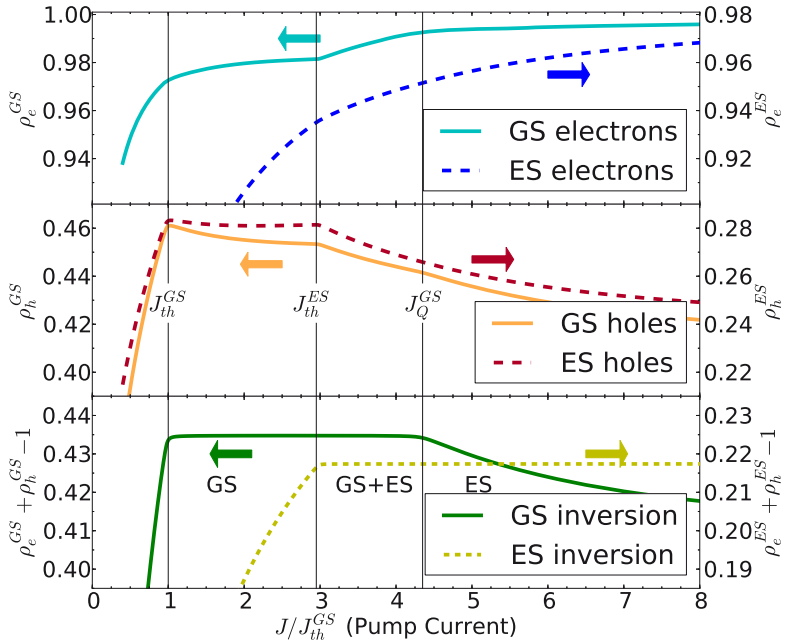 1.00
0.98
0.96
0.94
ρ_e^GS
0.98
0.96
0.94
0.92
ρ_e^ES
GS electrons
ES electrons
0.46
0.44
0.42
0.40
ρ_h^GS
0.28
0.26
0.24
0.22
ρ_h^ES
J_th^GS
J_th^ES
J_Q^GS
GS holes
ES holes
0.44
0.43
0.42
0.41
0.40
ρ_e^GS+ρ_h^GS−1
0.23
0.22
0.21
0.20
0.19
ρ_e^ES+ρ_h^ES−1
GS
GS+ES
ES
GS inversion
ES inversion
0 1 2 3 4 5 6 7 8
J/J_th^GS (Pump Current)